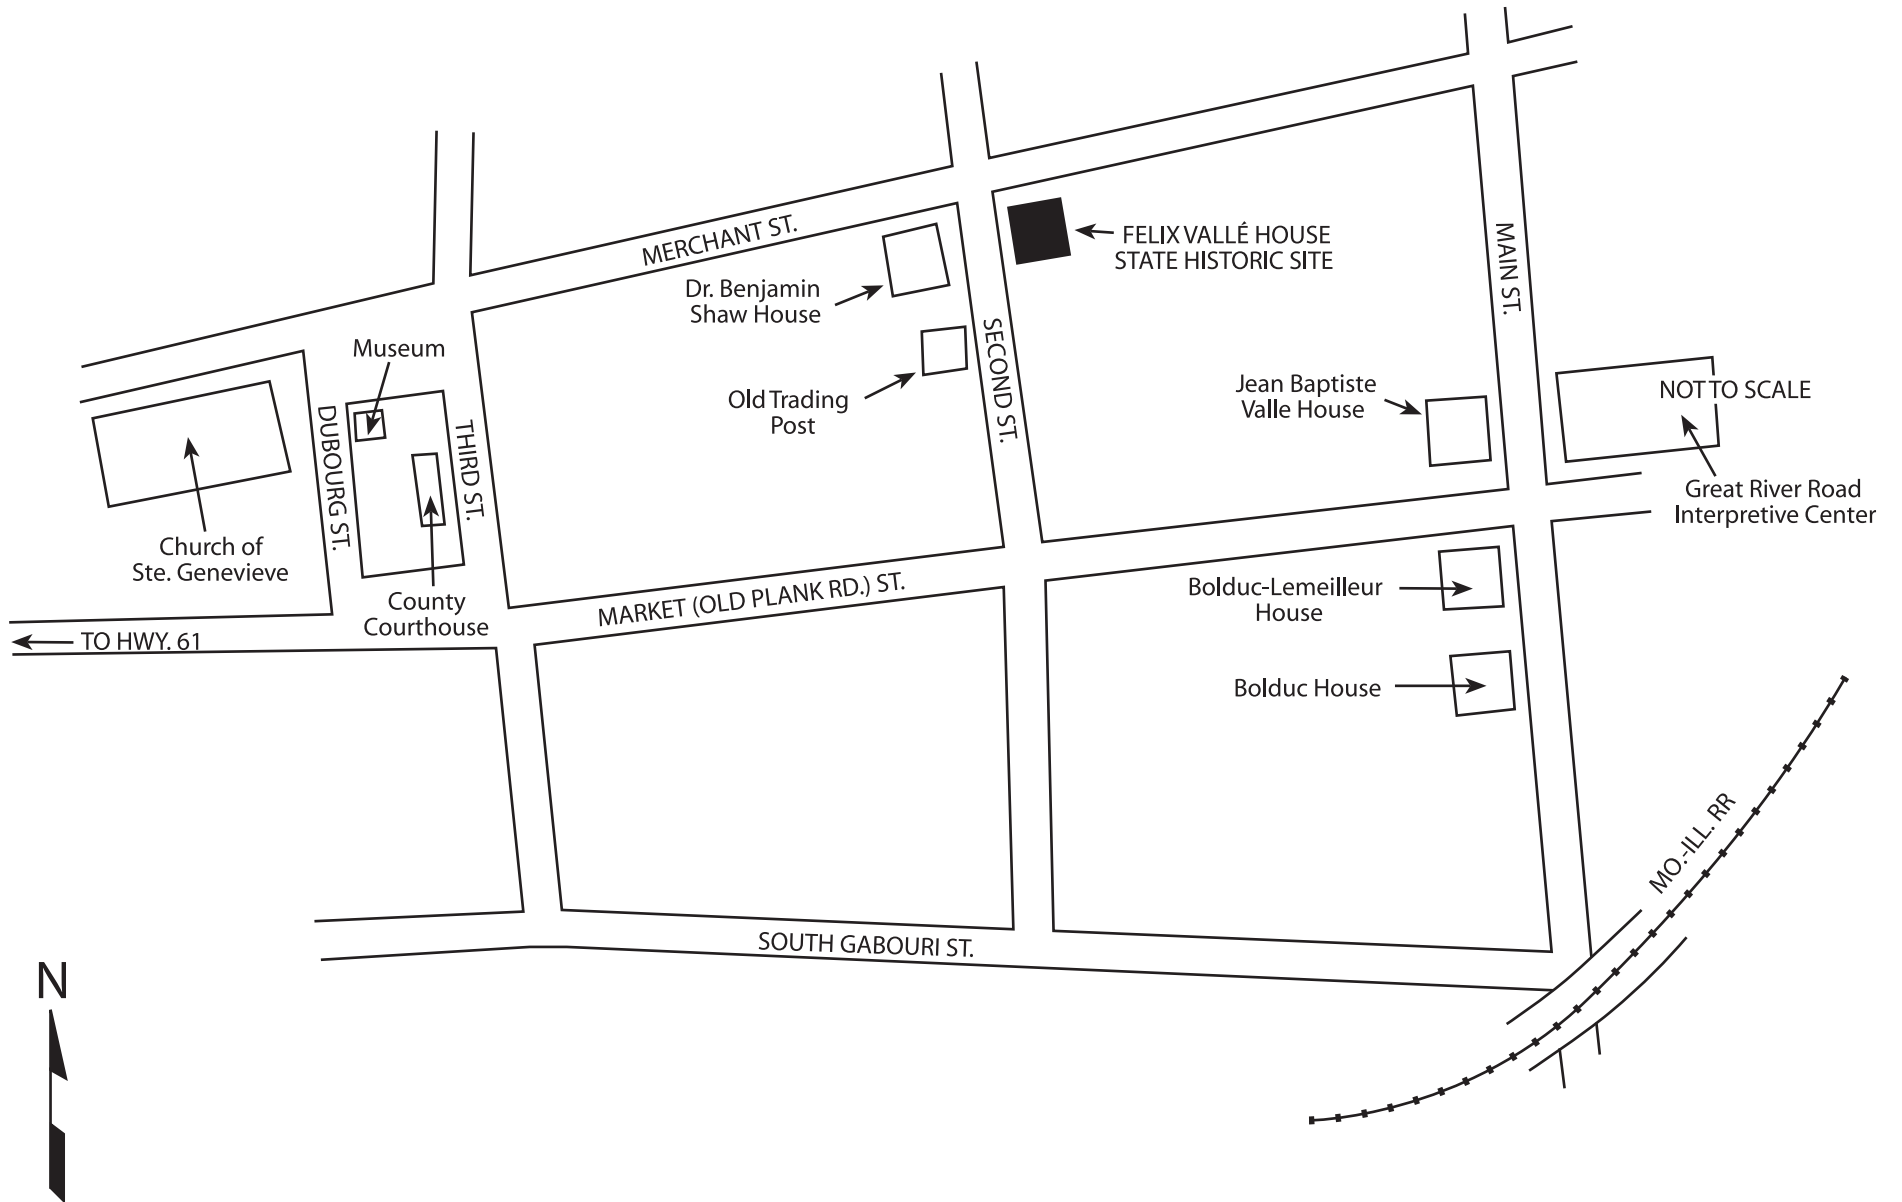 MERCHANT ST.
FELIX VALLÉ HOUSE
STATE HISTORIC SITE
MAIN ST.
Dr. Benjamin
Shaw House
SECOND ST.
Museum
Old Trading
Post
Jean Baptiste
Valle House
NOT TO SCALE
DUBOURG ST.
THIRD ST.
Great River Road
Interpretive Center
Church of
Ste. Genevieve
County
Courthouse
MARKET (OLD PLANK RD.) ST.
Bolduc-Lemeilleur
House
TO HWY. 61
Bolduc House
MO.-ILL. RR
SOUTH GABOURI ST.
N